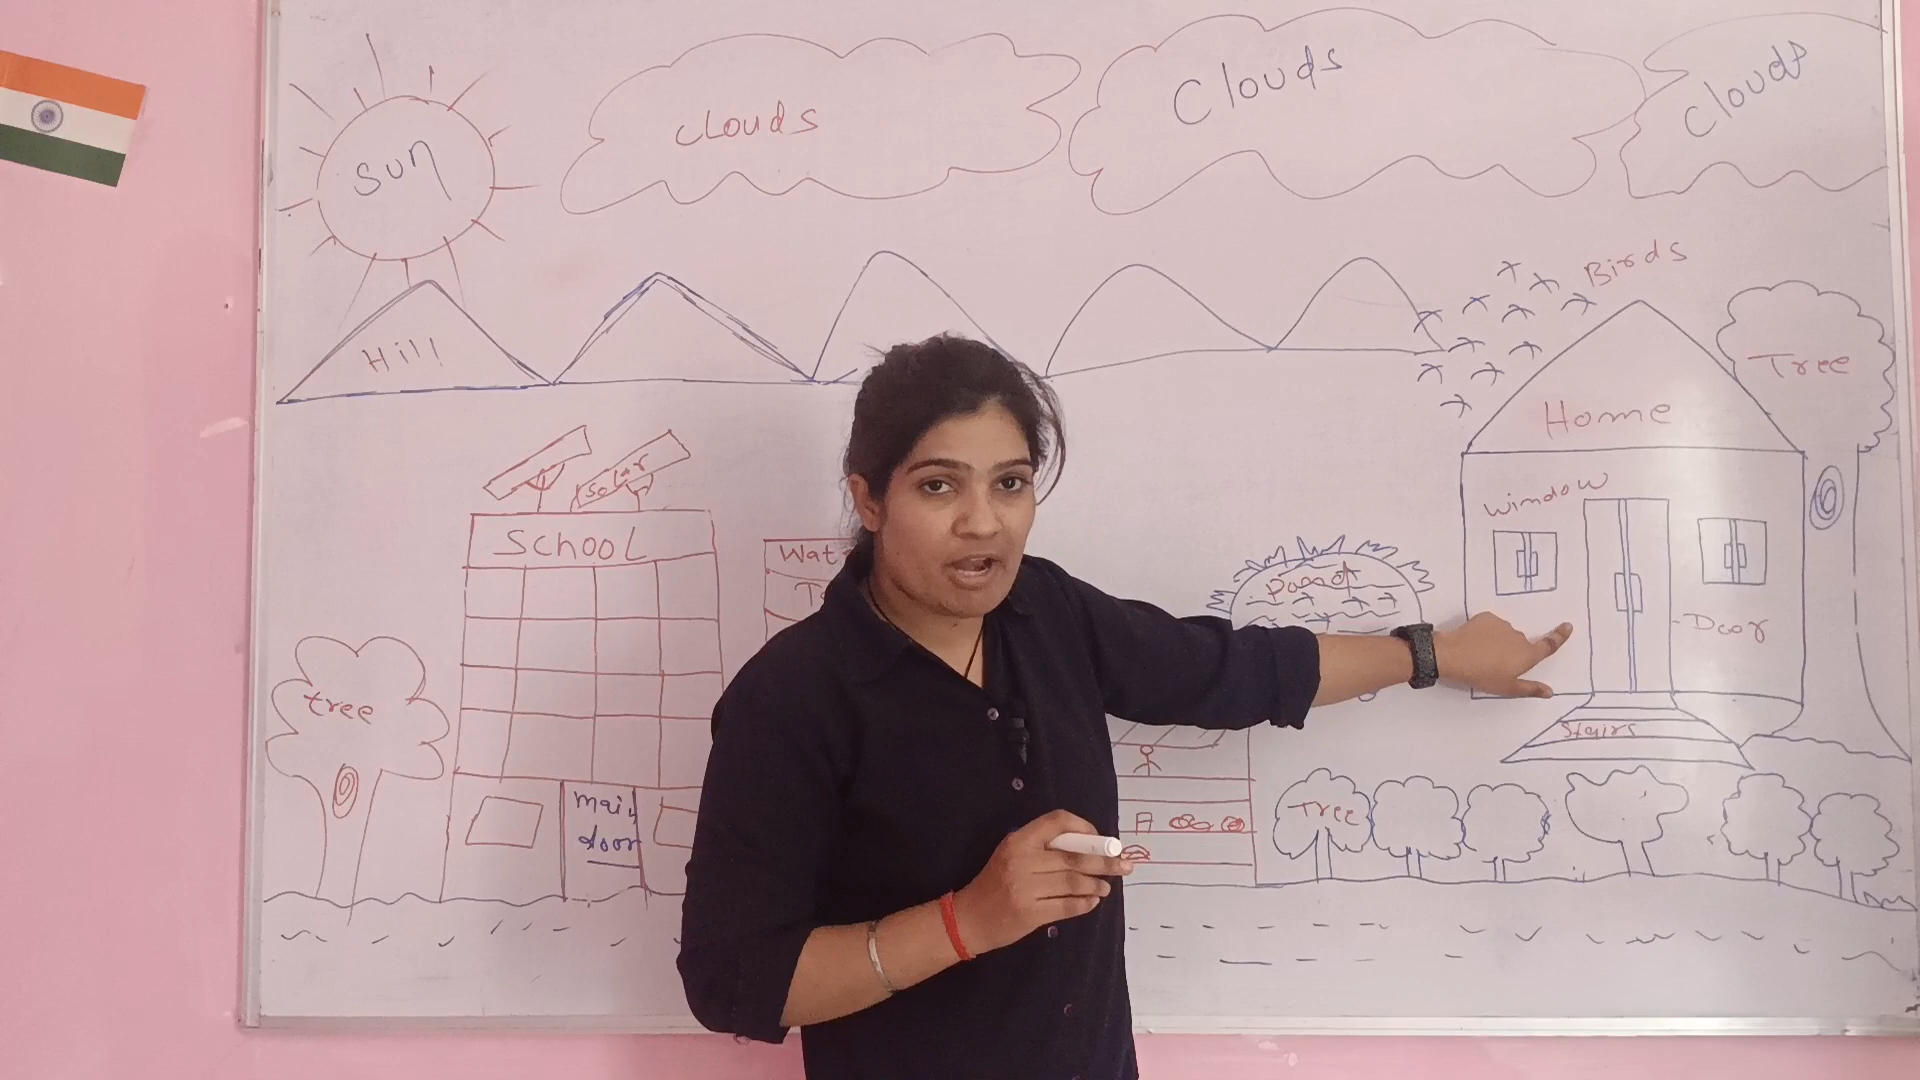 Sun
Clouds
Clouds
Clouds
Hill
Birds
Tree
Home
Solar
SCHOOL
Window
Pond
Door
tree
Stairs
main
door
Tree